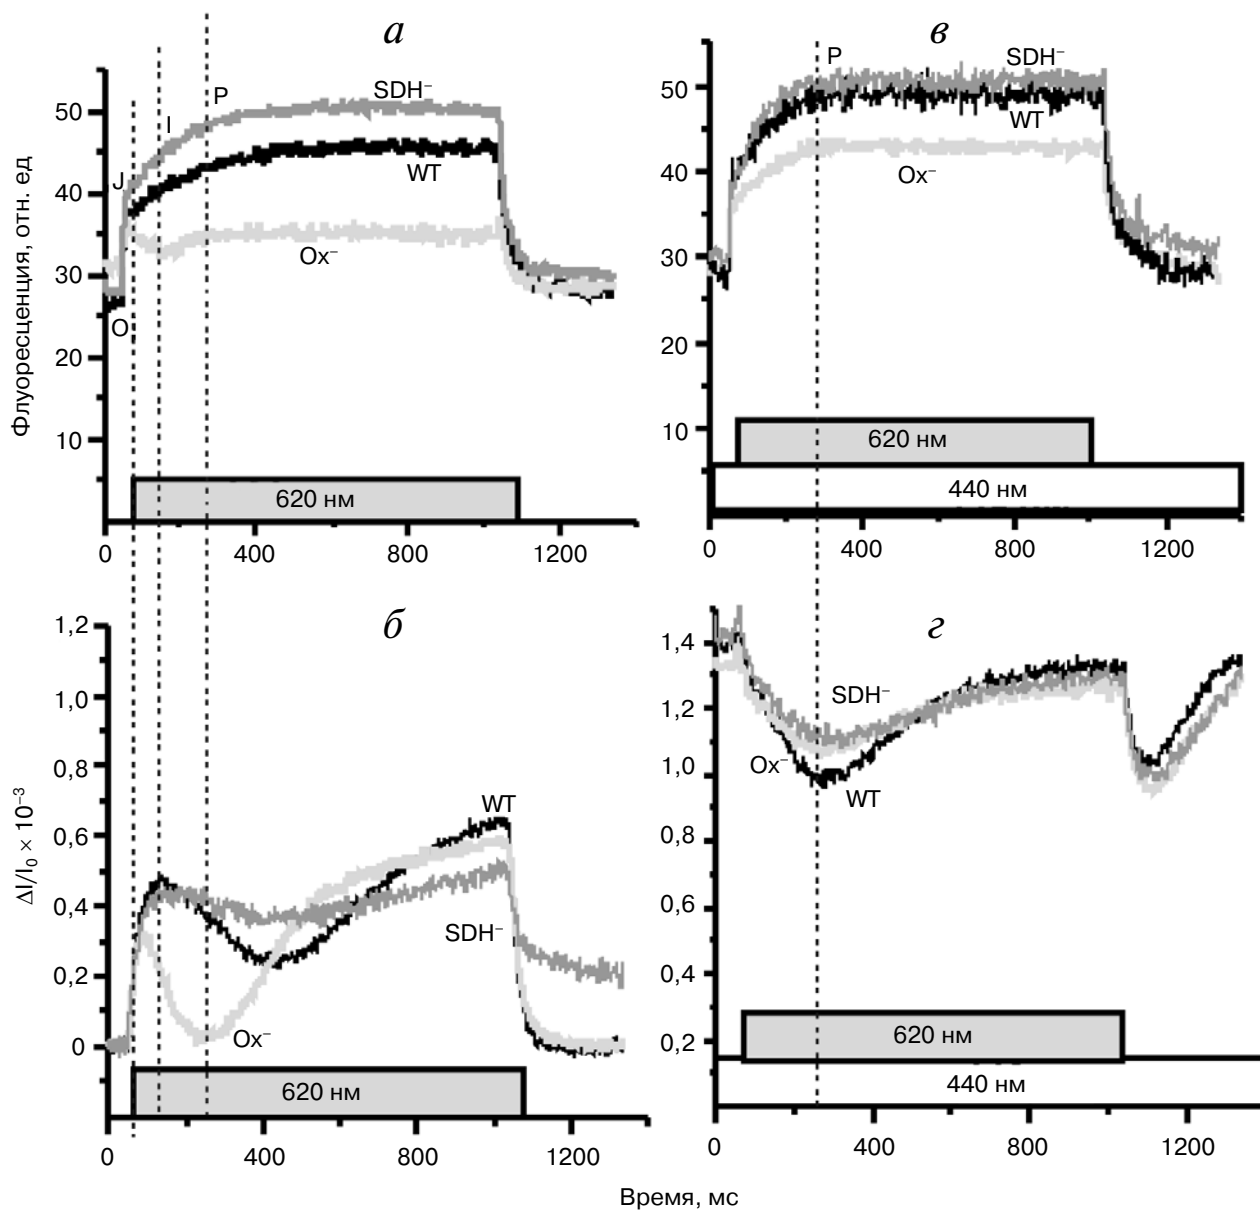 а
Флуоресценция, отн. ед
50
40
30
20
10
0
400
800
1200
O
J
I
P
SDH⁻
WT
Ox⁻
620 нм
в
50
40
30
20
10
0
400
800
1200
P
SDH⁻
WT
Ox⁻
620 нм
440 нм
б
ΔI/I₀ × 10⁻³
1,2
1,0
0,8
0,6
0,4
0,2
0
0
400
800
1200
WT
SDH⁻
Ox⁻
620 нм
г
1,4
1,2
1,0
0,8
0,6
0,4
0,2
0
400
800
1200
SDH⁻
Ox⁻
WT
620 нм
440 нм
Время, мс